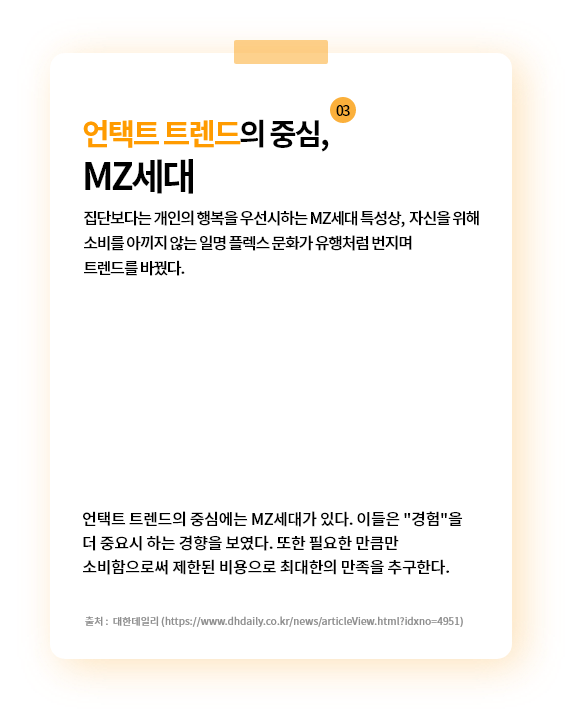 03
언택트 트렌드의 중심,
MZ세대
집단보다는 개인의 행복을 우선시하는 MZ세대 특성상, 자신을 위해
소비를 아끼지 않는 일명 플렉스 문화가 유행처럼 번지며
트렌드를 바꿨다.
언택트 트렌드의 중심에는 MZ세대가 있다. 이들은 "경험"을
더 중요시 하는 경향을 보였다. 또한 필요한 만큼만
소비함으로써 제한된 비용으로 최대한의 만족을 추구한다.
출처 : 대한데일리 (https://www.dhdaily.co.kr/news/articleView.html?idxno=4951)